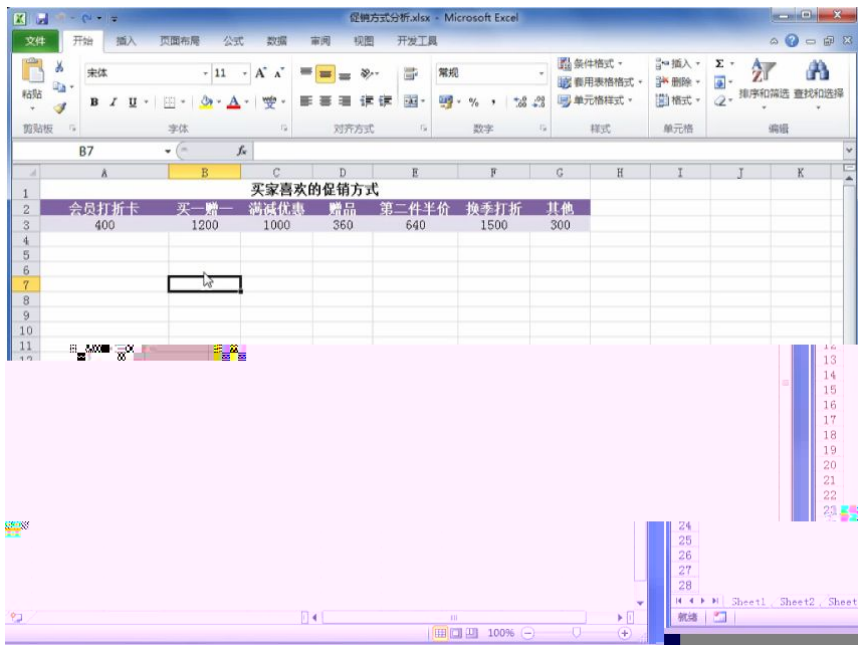 促销方式分析.xlsx - Microsoft Excel
文件 开始 插入 页面布局 公式 数据 审阅 视图 开发工具
宋体 11 A A 常规 条件格式 插入 Σ
粘贴 套用表格格式 删除 排序和筛选 查找和选择
B I U A 变 % , 单元格样式 格式
剪贴板 字体 对齐方式 数字 样式 单元格 编辑
B7 fx
A B C D E F G H I J K
1 买家喜欢的促销方式
2 会员打折卡 买一赠一 满减优惠 赠品 第二件半价 换季打折 其他
3 400 1200 1000 360 640 1500 300
4
5
6
7
8
9
10
11
13
14
15
16
17
18
19
20
21
22
23
24
25
26
27
28
Sheet1 Sheet2 Sheet
就绪
100%